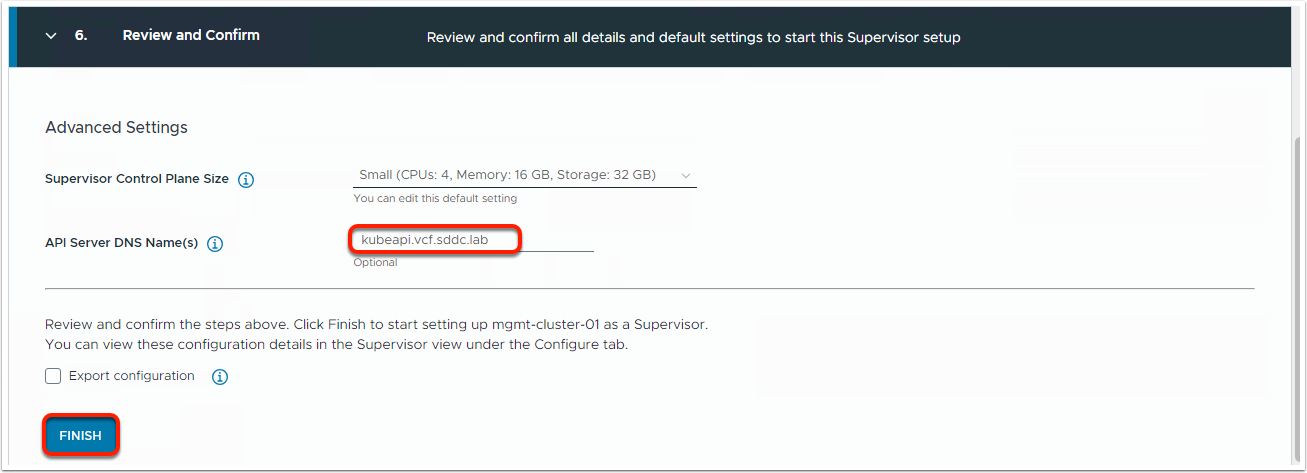 6. Review and Confirm Review and confirm all details and default settings to start this Supervisor setup
Advanced Settings
Supervisor Control Plane Size Small (CPUs: 4, Memory: 16 GB, Storage: 32 GB)
You can edit this default setting
API Server DNS Name(s) kubeapi.vcf.sddc.lab
Optional
Review and confirm the steps above. Click Finish to start setting up mgmt-cluster-01 as a Supervisor.
You can view these configuration details in the Supervisor view under the Configure tab.
Export configuration
FINISH